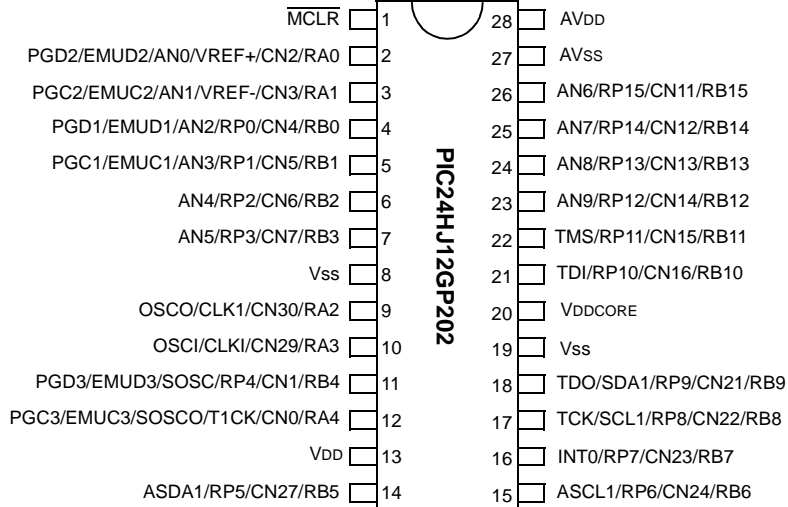 MCLR 1 28 AVDD
PGD2/EMUD2/AN0/VREF+/CN2/RA0 2 27 AVss
PGC2/EMUC2/AN1/VREF-/CN3/RA1 3 26 AN6/RP15/CN11/RB15
PGD1/EMUD1/AN2/RP0/CN4/RB0 4 25 AN7/RP14/CN12/RB14
PGC1/EMUC1/AN3/RP1/CN5/RB1 5 24 AN8/RP13/CN13/RB13
AN4/RP2/CN6/RB2 6 23 AN9/RP12/CN14/RB12
AN5/RP3/CN7/RB3 7 22 TMS/RP11/CN15/RB11
Vss 8 21 TDI/RP10/CN16/RB10
OSCO/CLK1/CN30/RA2 9 20 VDDCORE
OSCI/CLKI/CN29/RA3 10 19 Vss
PGD3/EMUD3/SOSC/RP4/CN1/RB4 11 18 TDO/SDA1/RP9/CN21/RB9
PGC3/EMUC3/SOSCO/T1CK/CN0/RA4 12 17 TCK/SCL1/RP8/CN22/RB8
VDD 13 16 INT0/RP7/CN23/RB7
ASDA1/RP5/CN27/RB5 14 15 ASCL1/RP6/CN24/RB6
PIC24HJ12GP202